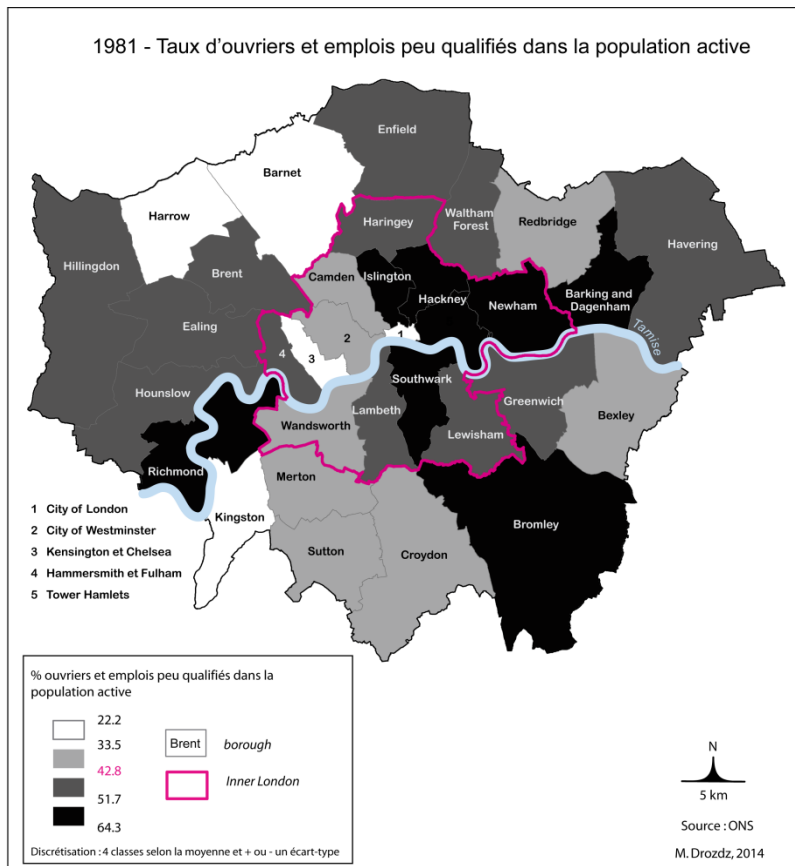 1981 - Taux d'ouvriers et emplois peu qualifiés dans la population active
Enfield
Barnet
Harrow
Haringey
Waltham
Forest
Redbridge
Havering
Hillingdon
Brent
Camden
Islington
Hackney
Newham
Barking and
Dagenham
Ealing
2
1
4
3
Tamise
Hounslow
Southwark
Lambeth
Greenwich
Bexley
Wandsworth
Lewisham
Richmond
Merton
Kingston
Bromley
Sutton
Croydon
1 City of London
2 City of Westminster
3 Kensington et Chelsea
4 Hammersmith et Fulham
5 Tower Hamlets
% ouvriers et emplois peu qualifiés dans la
population active
22.2
33.5
42.8
51.7
64.3
Brent borough
Inner London
Discrétisation : 4 classes selon la moyenne et + ou - un écart-type
N
5 km
Source : ONS
M. Drozdz, 2014